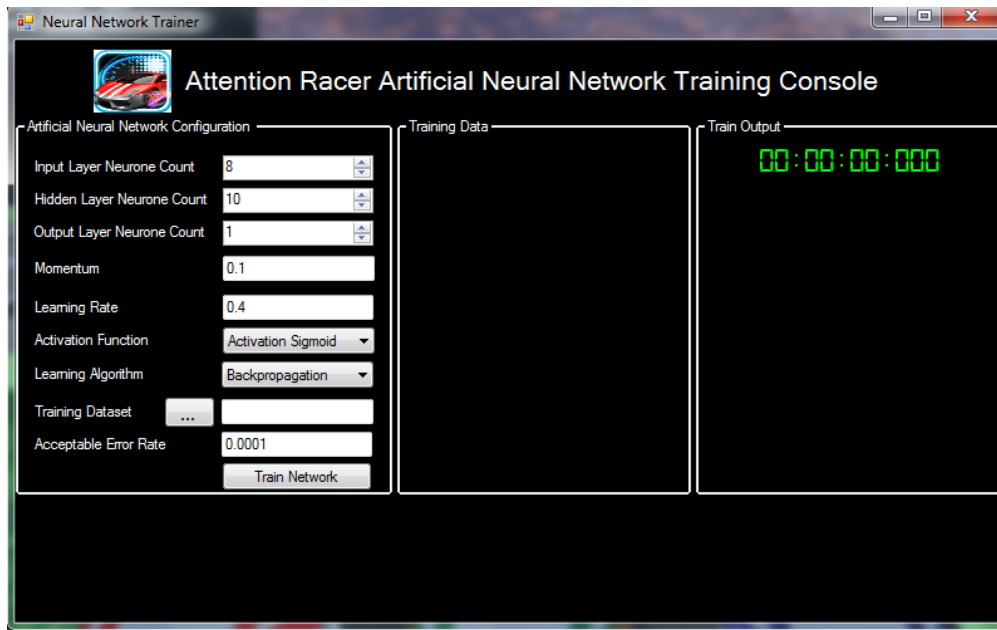 Neural Network Trainer
Attention Racer Artificial Neural Network Training Console
Artificial Neural Network Configuration
Input Layer Neurone Count 8
Hidden Layer Neurone Count 10
Output Layer Neurone Count 1
Momentum 0.1
Learning Rate 0.4
Activation Function Activation Sigmoid
Learning Algorithm Backpropagation
Training Dataset ...
Acceptable Error Rate 0.0001
Train Network
Training Data
Train Output
00:00:00:000